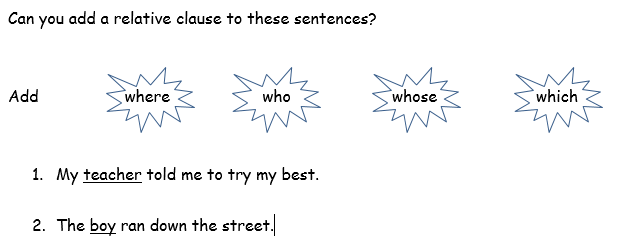 Can you add a relative clause to these sentences?
Add where who whose which
1. My teacher told me to try my best.
2. The boy ran down the street.